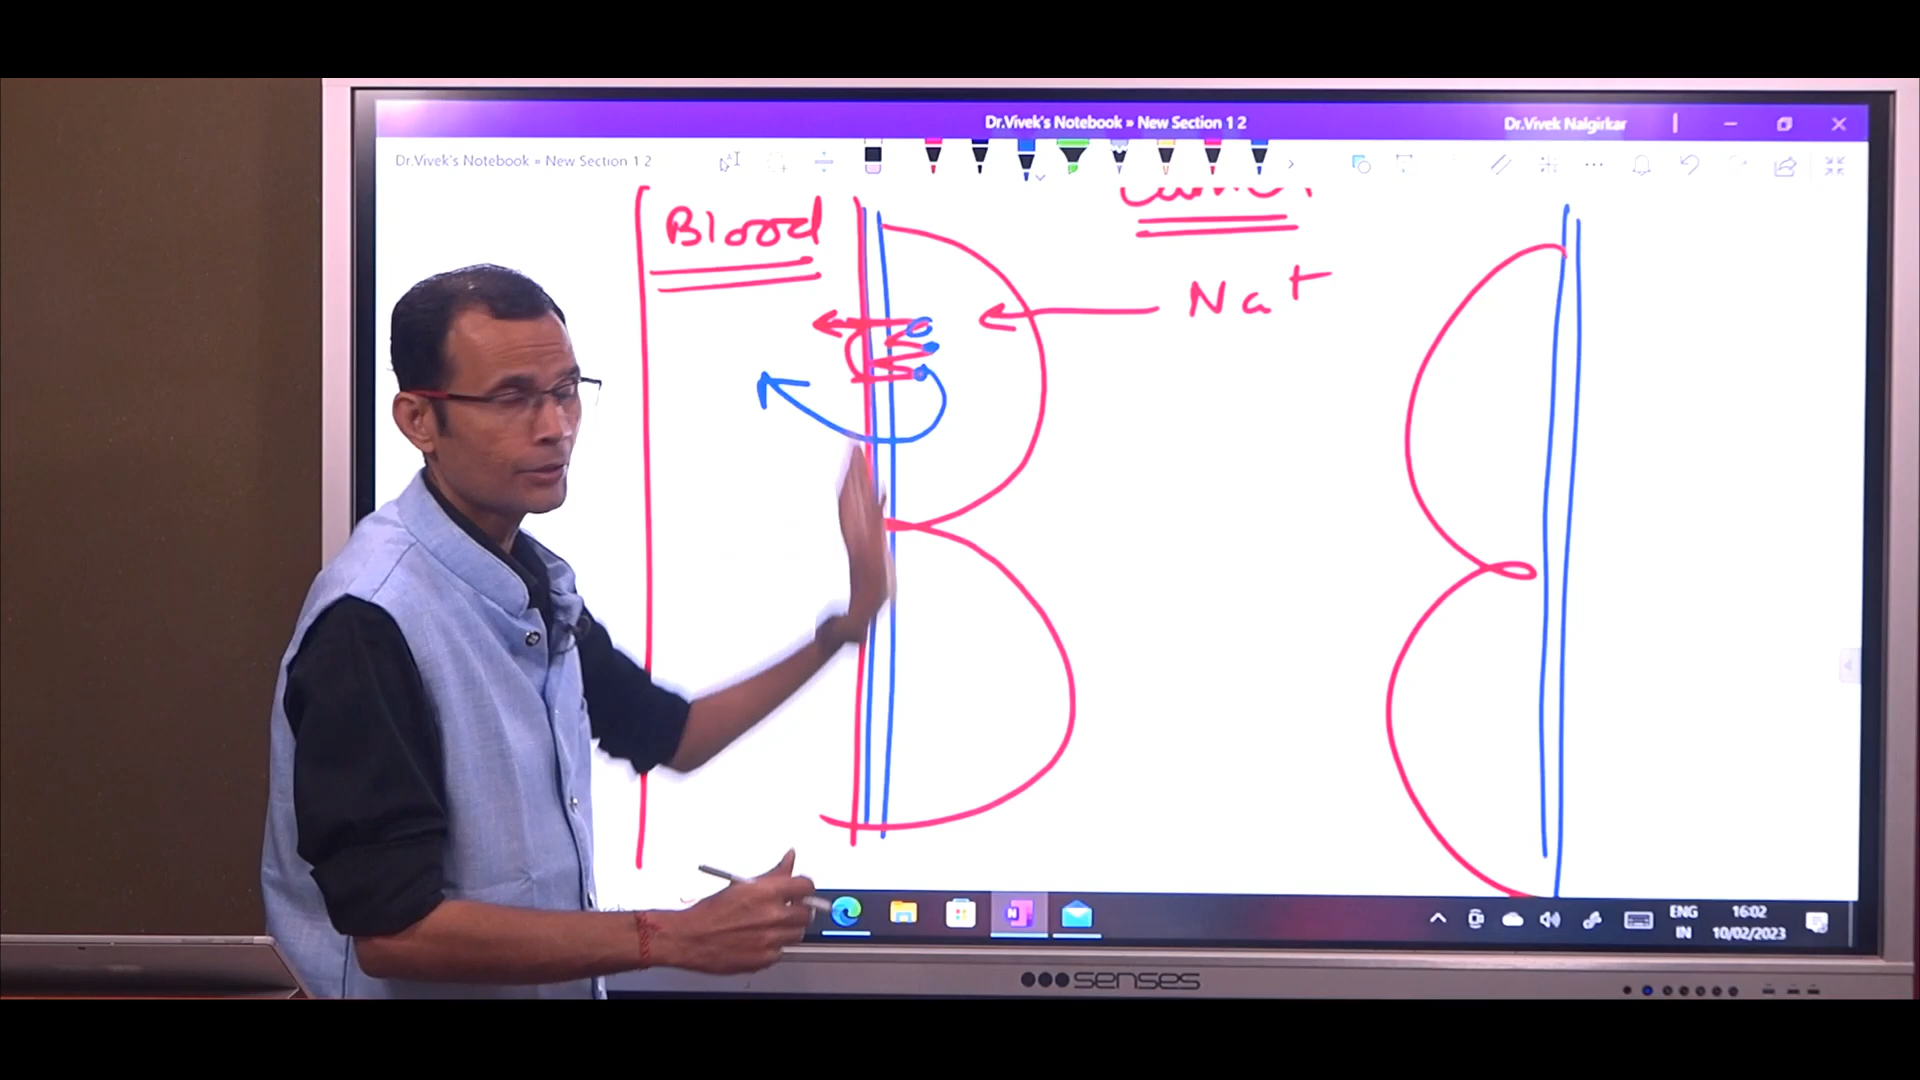 Dr.Vivek's Notebook » New Section 1 2
Dr.Vivek Nalgirkar
Dr.Vivek's Notebook » New Section 1 2
Blood
Na+
ENG
IN
16:02
10/02/2023
senses